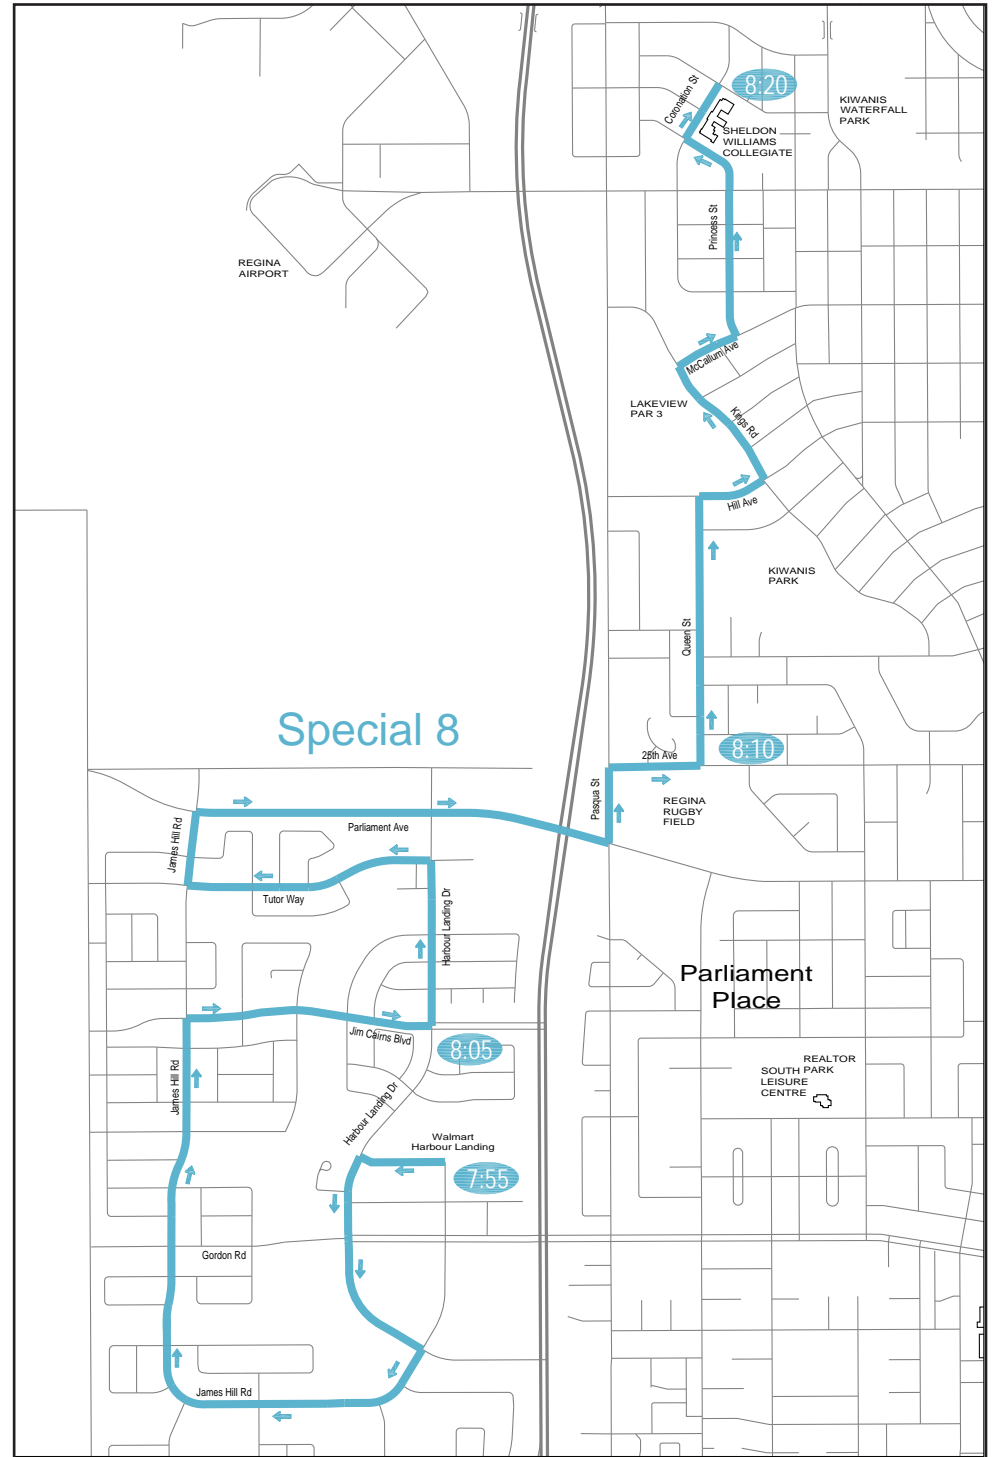 8:20
Coronation St
KIWANIS
WATERFALL
PARK
SHELDON
WILLIAMS
COLLEGIATE
Princess St
REGINA
AIRPORT
McCallum Ave
LAKEVIEW
PAR 3
Kings Rd
Hill Ave
KIWANIS
PARK
Queen St
Special 8
8:10
25th Ave
Pasqua St
REGINA
RUGBY
FIELD
James Hill Rd
Parliament Ave
Tutor Way
Harbour Landing Dr
Parliament
Place
Jim Cairns Blvd
8:05
REALTOR
SOUTH PARK
LEISURE
CENTRE
James Hill Rd
Harbour Landing Dr
Walmart
Harbour Landing
7:55
Gordon Rd
James Hill Rd